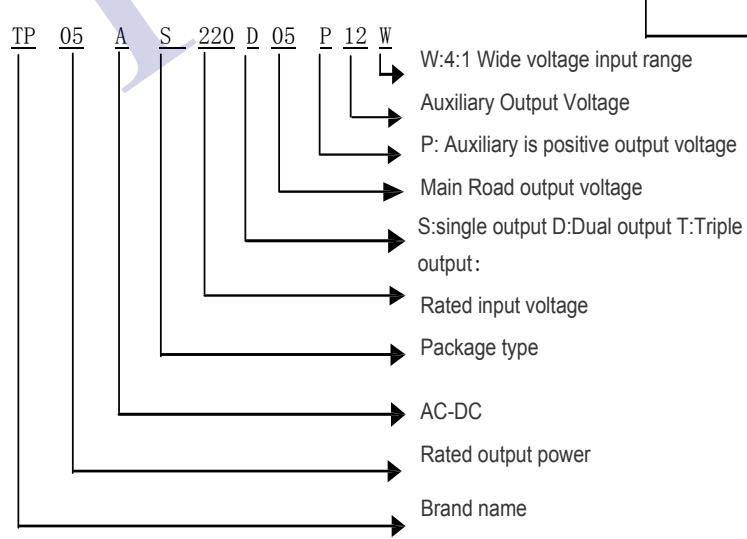 TP 05 A S 220 D 05 P 12 W
W:4:1 Wide voltage input range
Auxiliary Output Voltage
P: Auxiliary is positive output voltage
Main Road output voltage
S:single output D:Dual output T:Triple
output:
Rated input voltage
Package type
AC-DC
Rated output power
Brand name